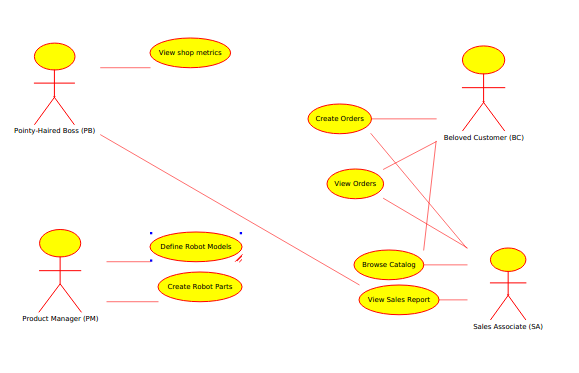 View shop metrics
Pointy-Haired Boss (PB)
Create Orders
Beloved Customer (BC)
View Orders
Define Robot Models
Browse Catalog
Create Robot Parts
View Sales Report
Product Manager (PM)
Sales Associate (SA)